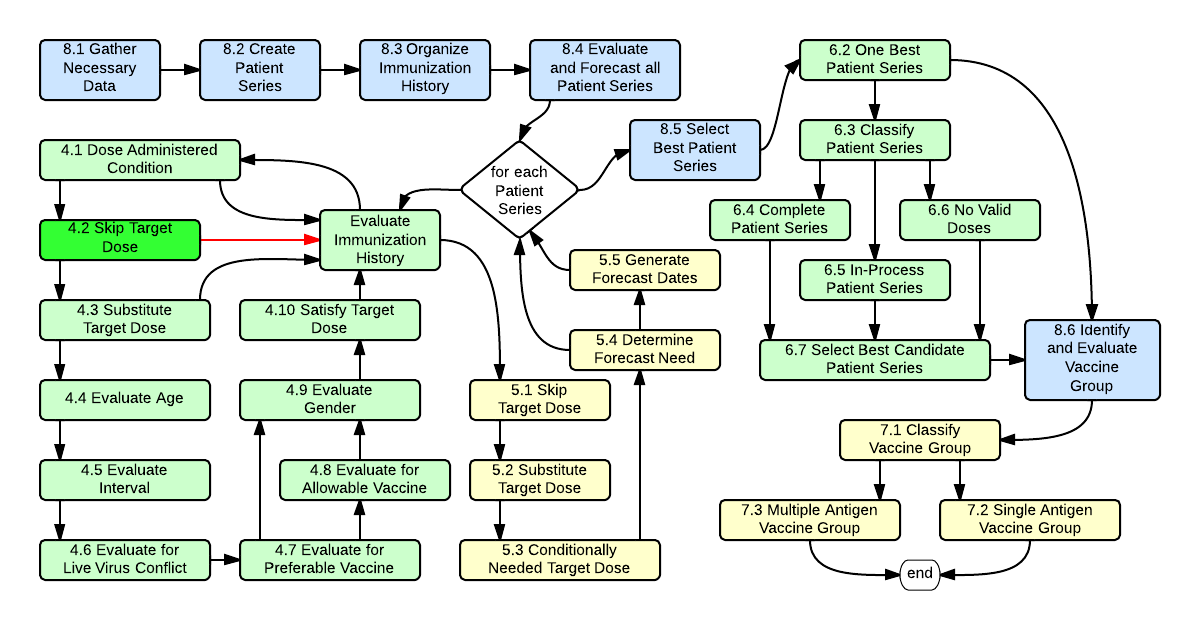 8.1 Gather
Necessary
Data
8.2 Create
Patient
Series
8.3 Organize
Immunization
History
8.4 Evaluate
and Forecast all
Patient Series
6.2 One Best
Patient Series
8.5 Select
Best Patient
Series
6.3 Classify
Patient Series
4.1 Dose Administered
Condition
for each
Patient
Series
6.4 Complete
Patient Series
6.6 No Valid
Doses
4.2 Skip Target
Dose
Evaluate
Immunization
History
5.5 Generate
Forecast Dates
6.5 In-Process
Patient Series
4.3 Substitute
Target Dose
4.10 Satisfy Target
Dose
5.4 Determine
Forecast Need
6.7 Select Best Candidate
Patient Series
8.6 Identify
and Evaluate
Vaccine
Group
4.4 Evaluate Age
4.9 Evaluate
Gender
5.1 Skip
Target Dose
7.1 Classify
Vaccine Group
4.5 Evaluate
Interval
4.8 Evaluate for
Allowable Vaccine
5.2 Substitute
Target Dose
7.3 Multiple Antigen
Vaccine Group
7.2 Single Antigen
Vaccine Group
4.6 Evaluate for
Live Virus Conflict
4.7 Evaluate for
Preferable Vaccine
5.3 Conditionally
Needed Target Dose
end